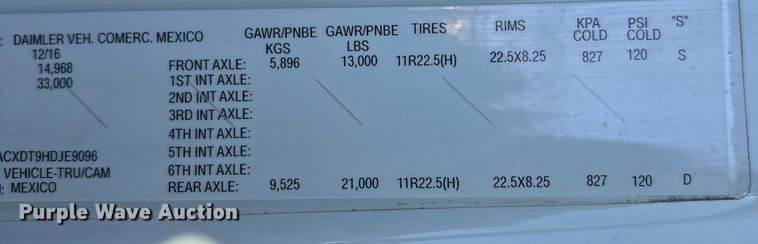 GAWR/PNBE GAWR/PNBE TIRES RIMS KPA PSI "S"
: DAIMLER VEH. COMERC. MEXICO KGS LBS COLD COLD
12/16 FRONT AXLE: 5,896 13,000 11R22.5(H) 22.5X8.25 827 120 S
14,968 1ST INT AXLE:
33,000 2ND INT AXLE:
3RD INT AXLE:
4TH INT AXLE:
ACXDT9HDJE9096 5TH INT AXLE:
VEHICLE-TRU/CAM 6TH INT AXLE:
: MEXICO REAR AXLE: 9,525 21,000 11R22.5(H) 22.5X8.25 827 120 D
Purple Wave Auction